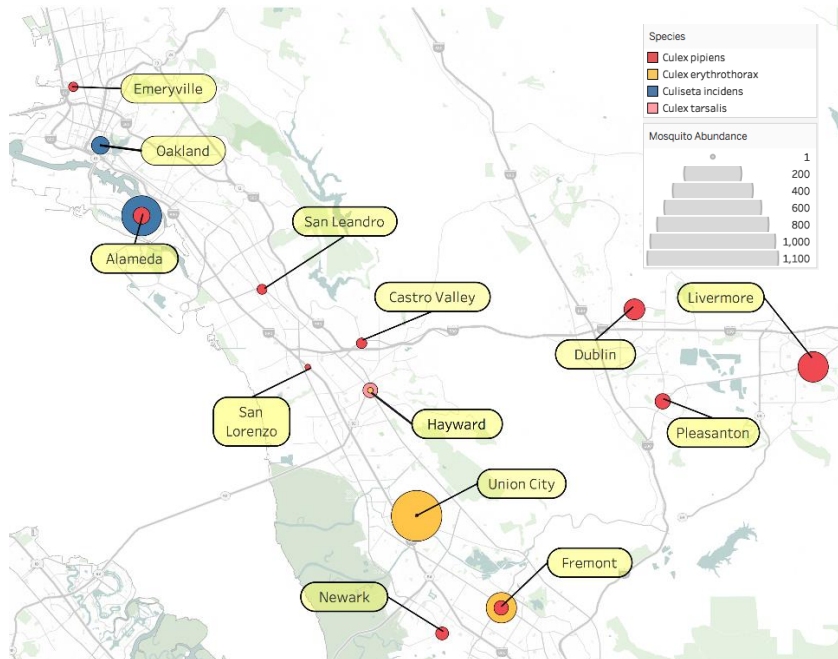 Species
Culex pipiens
Culex erythrothorax
Culiseta incidens
Culex tarsalis
Mosquito Abundance
1
200
400
600
800
1,000
1,100
Emeryville
Oakland
Alameda
San Leandro
Castro Valley
Livermore
Dublin
San
Lorenzo
Hayward
Pleasanton
Union City
Fremont
Newark